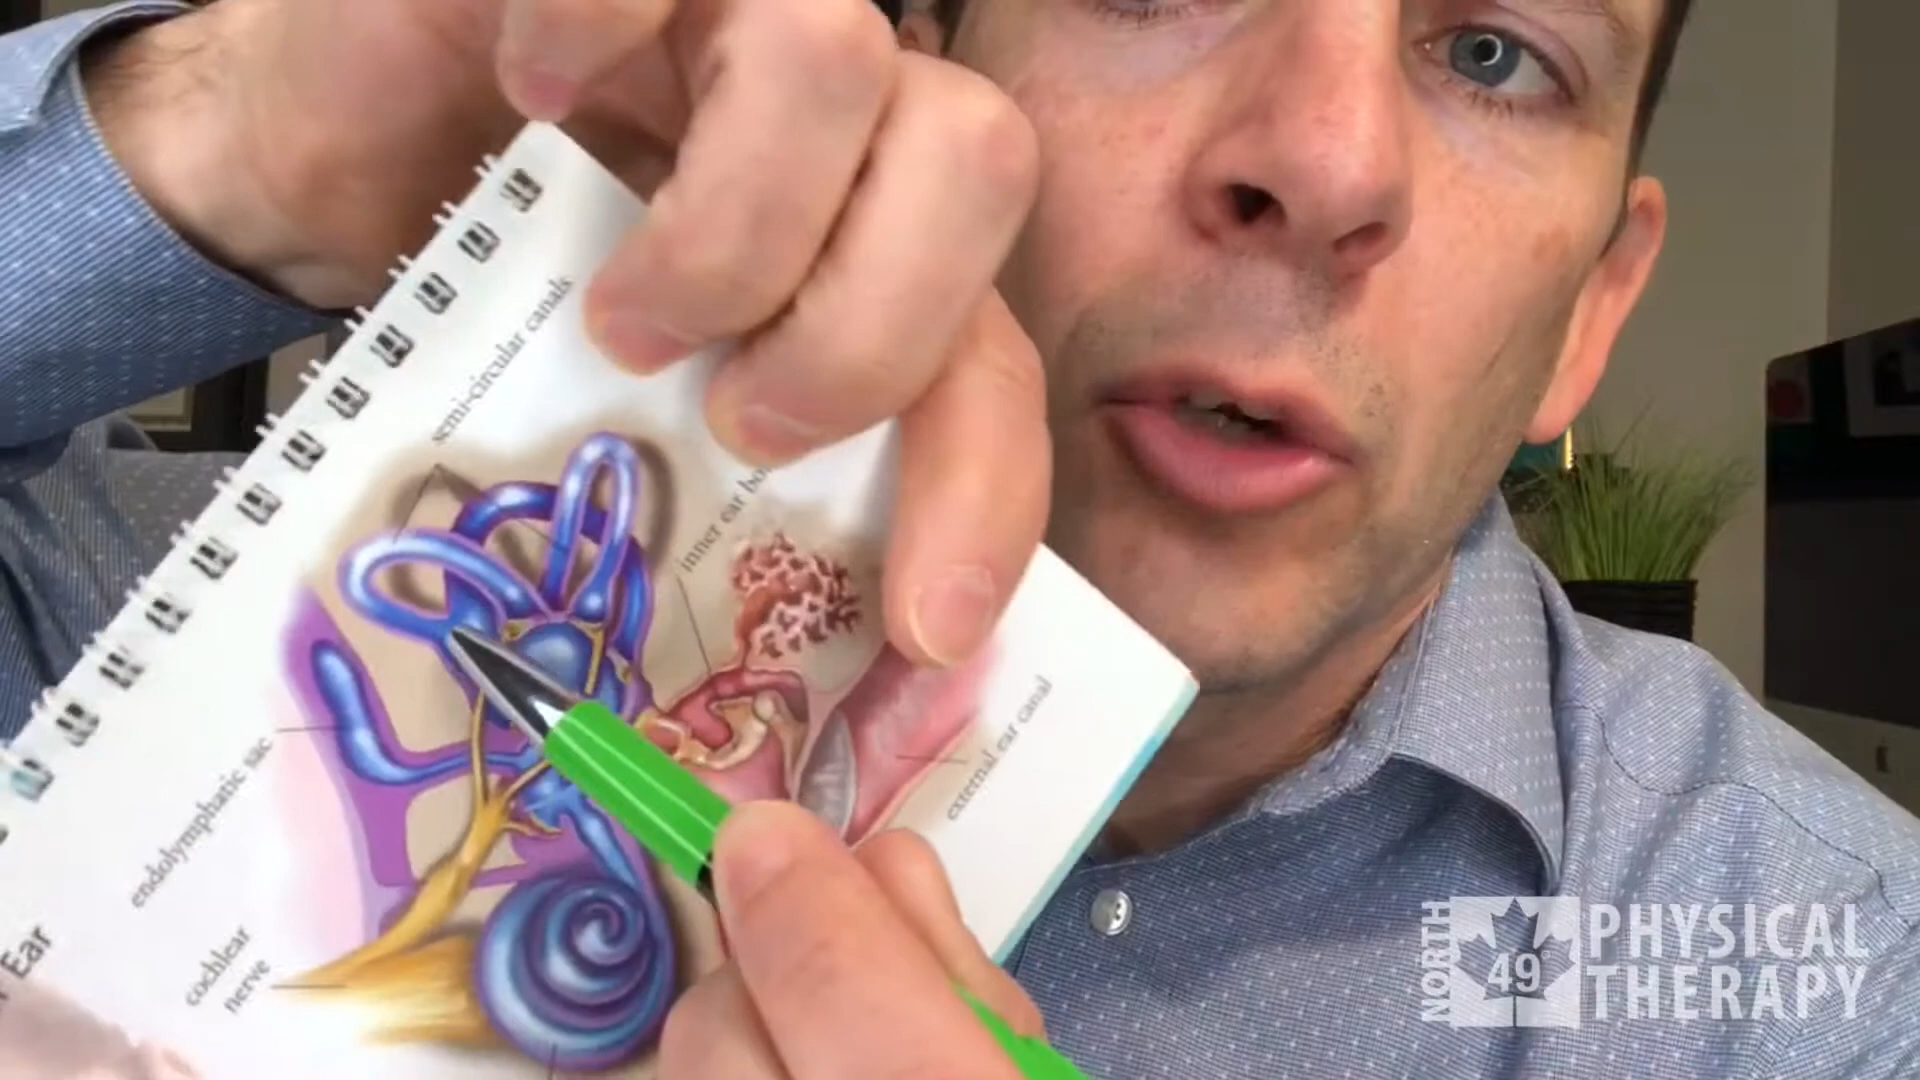 semi-circular canals
inner ear
external ear canal
endolymphatic sac
cochlear
nerve
Ear
NORTH
49°
PHYSICAL
THERAPY